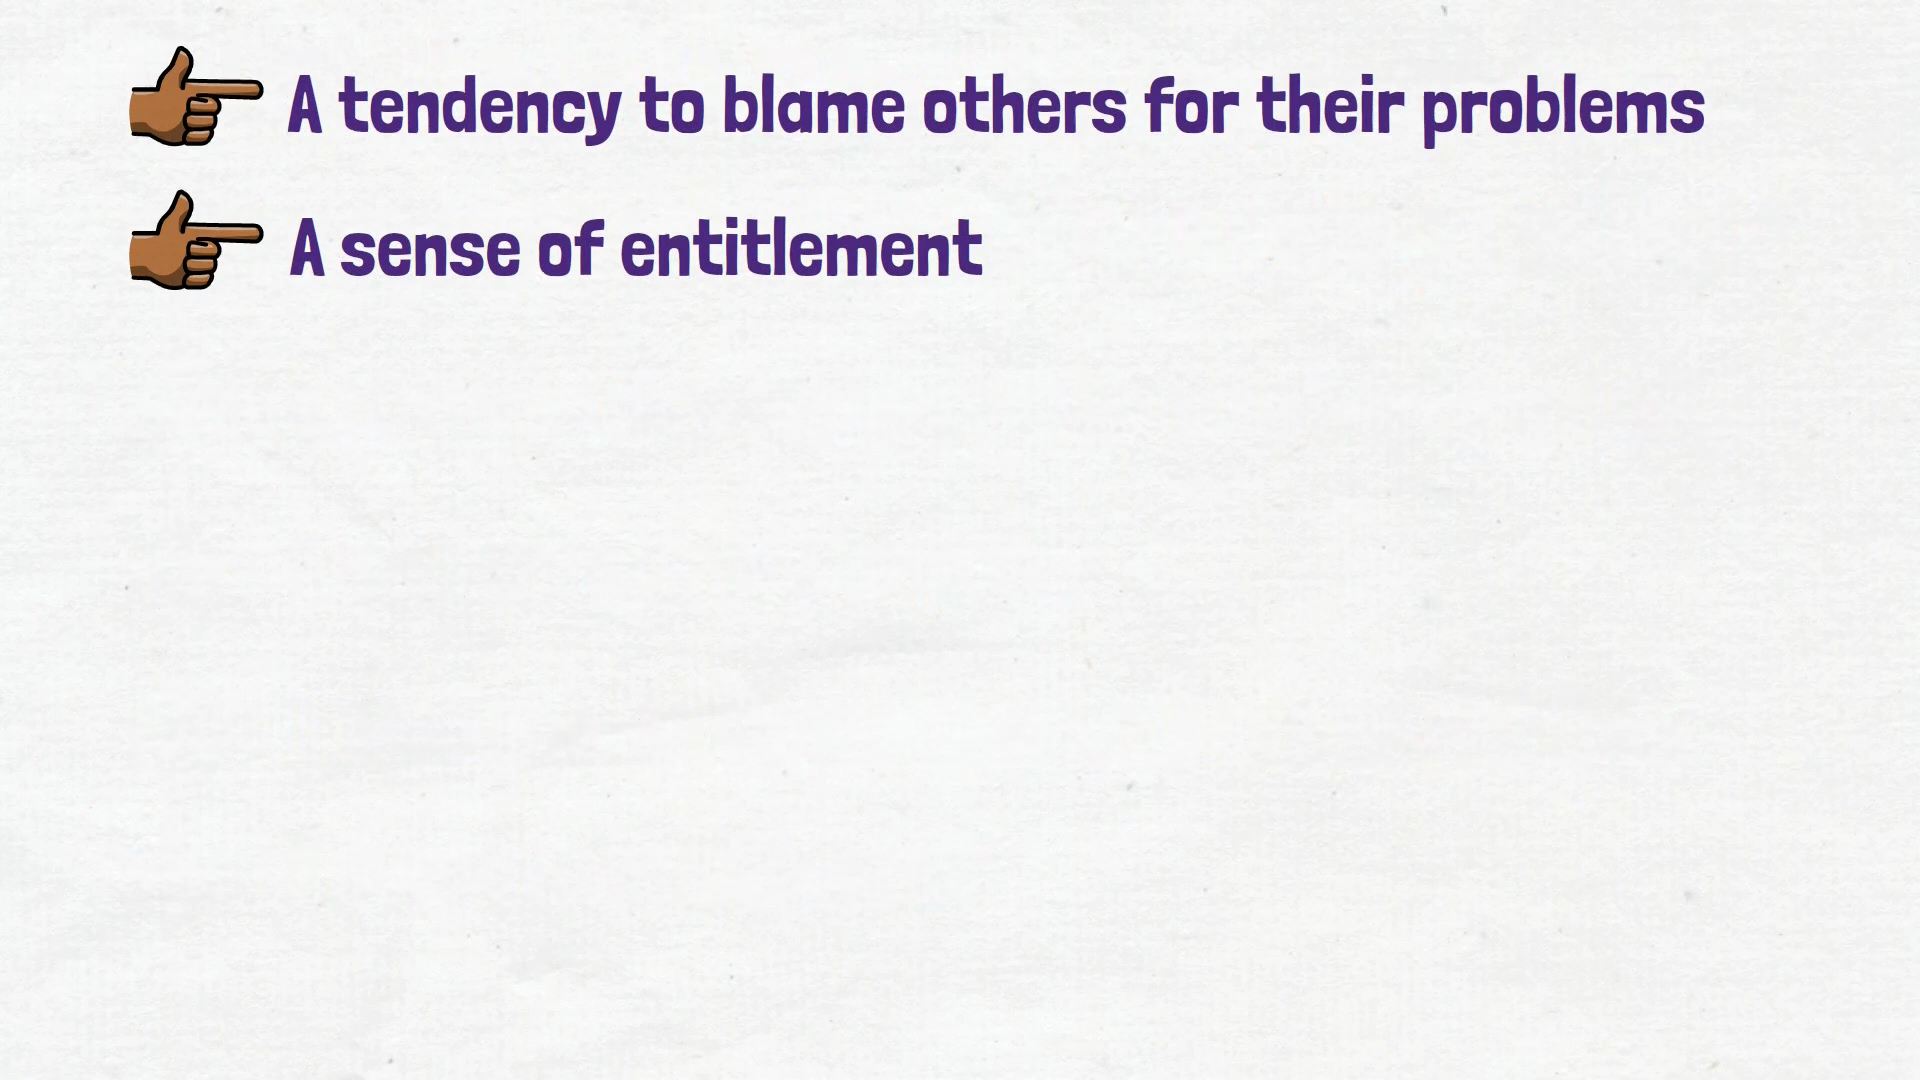 A tendency to blame others for their problems
A sense of entitlement